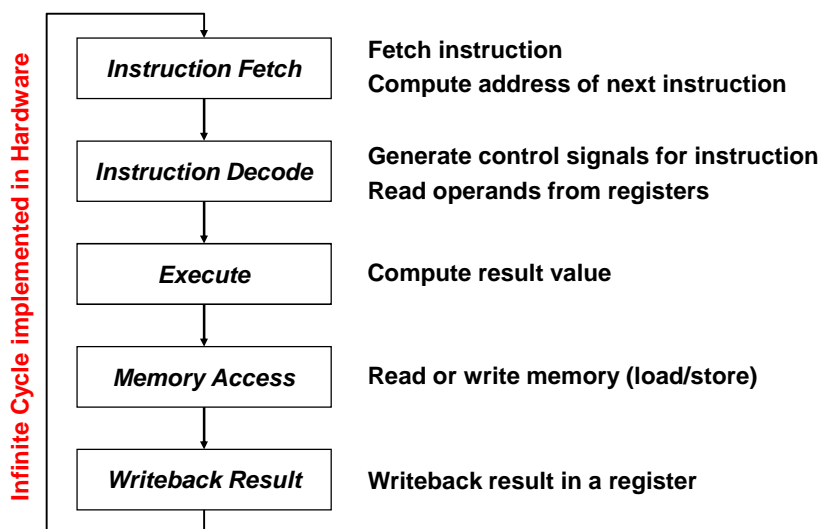 Infinite Cycle implemented in Hardware
Instruction Fetch
Fetch instruction
Compute address of next instruction
Instruction Decode
Generate control signals for instruction
Read operands from registers
Execute
Compute result value
Memory Access
Read or write memory (load/store)
Writeback Result
Writeback result in a register